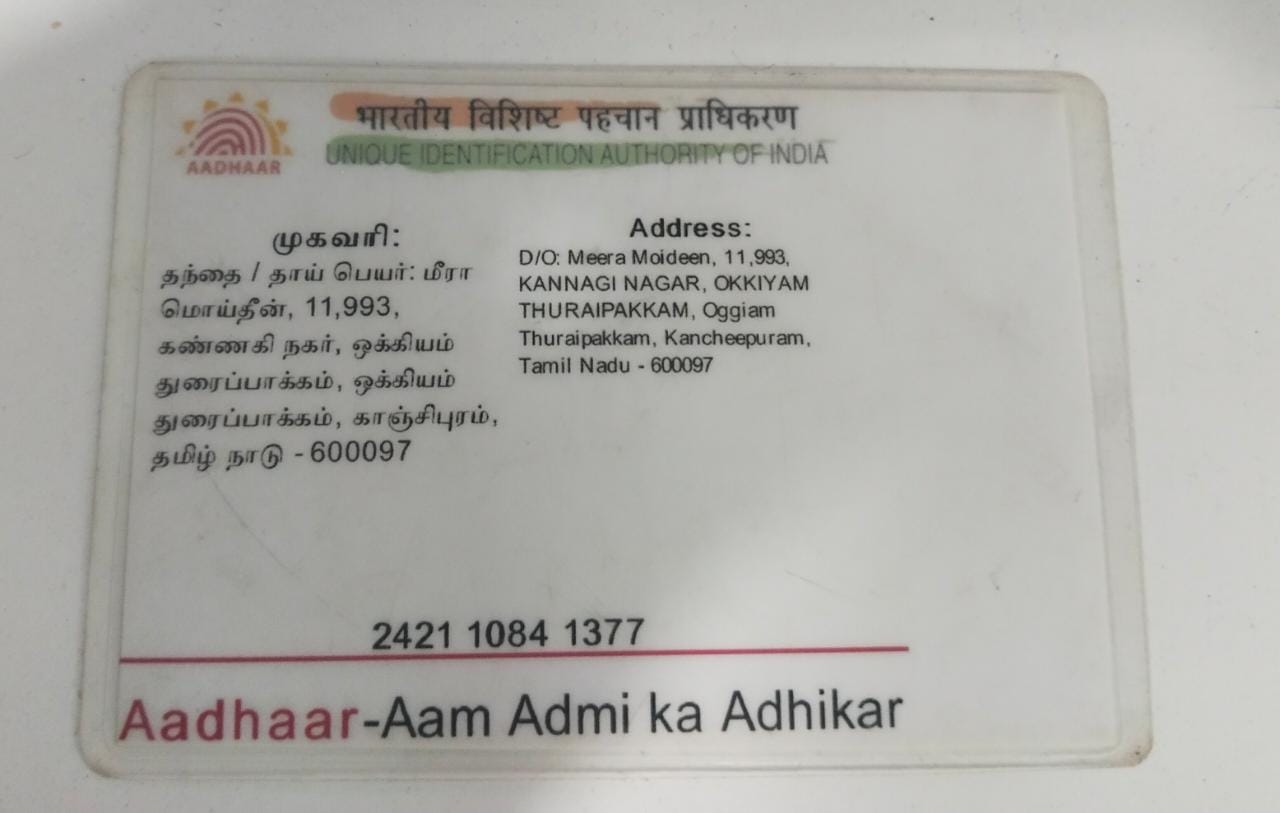 भारतीय विशिष्ट पहचान प्राधिकरण
AADHAAR
UNIQUE IDENTIFICATION AUTHORITY OF INDIA
முகவரி:
தந்தை / தாய் பெயர்: மீரா
மொய்தீன், 11,993,
கண்ணகி நகர், ஒக்கியம்
துரைப்பாக்கம், ஒக்கியம்
துரைப்பாக்கம், காஞ்சிபுரம்,
தமிழ் நாடு - 600097
Address:
D/O: Meera Moideen, 11,993,
KANNAGI NAGAR, OKKIYAM
THURAIPAKKAM, Oggiam
Thuraipakkam, Kancheepuram,
Tamil Nadu - 600097
2421 1084 1377
Aadhaar-Aam Admi ka Adhikar